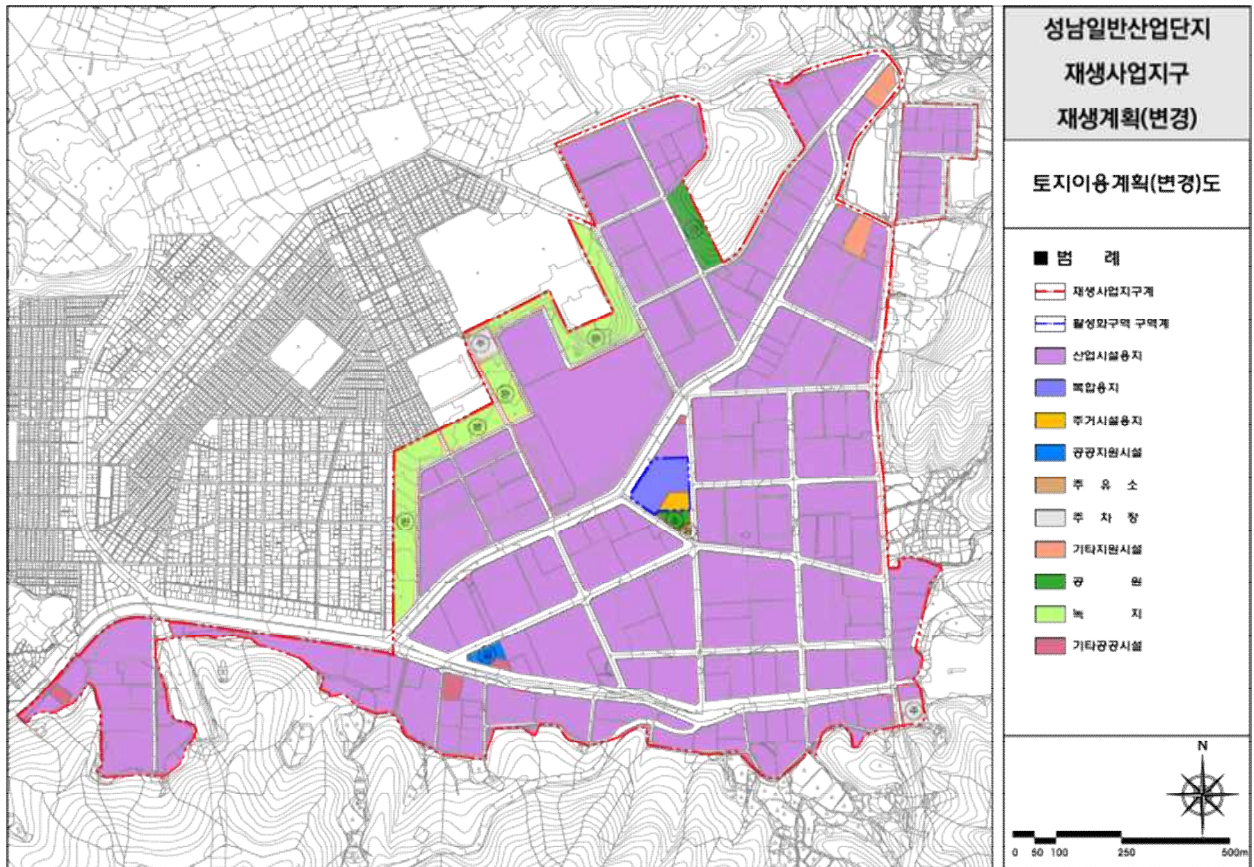 성남일반산업단지
재생사업지구
재생계획(변경)
토지이용계획(변경)도
■ 범 례
재생사업지구계
활성화구역 구역계
산업시설용지
복합용지
주거시설용지
공공지원시설
주 유 소
주 차 장
기타지원시설
공 원
녹 지
기타공공시설
N
0 50 100 250 500m